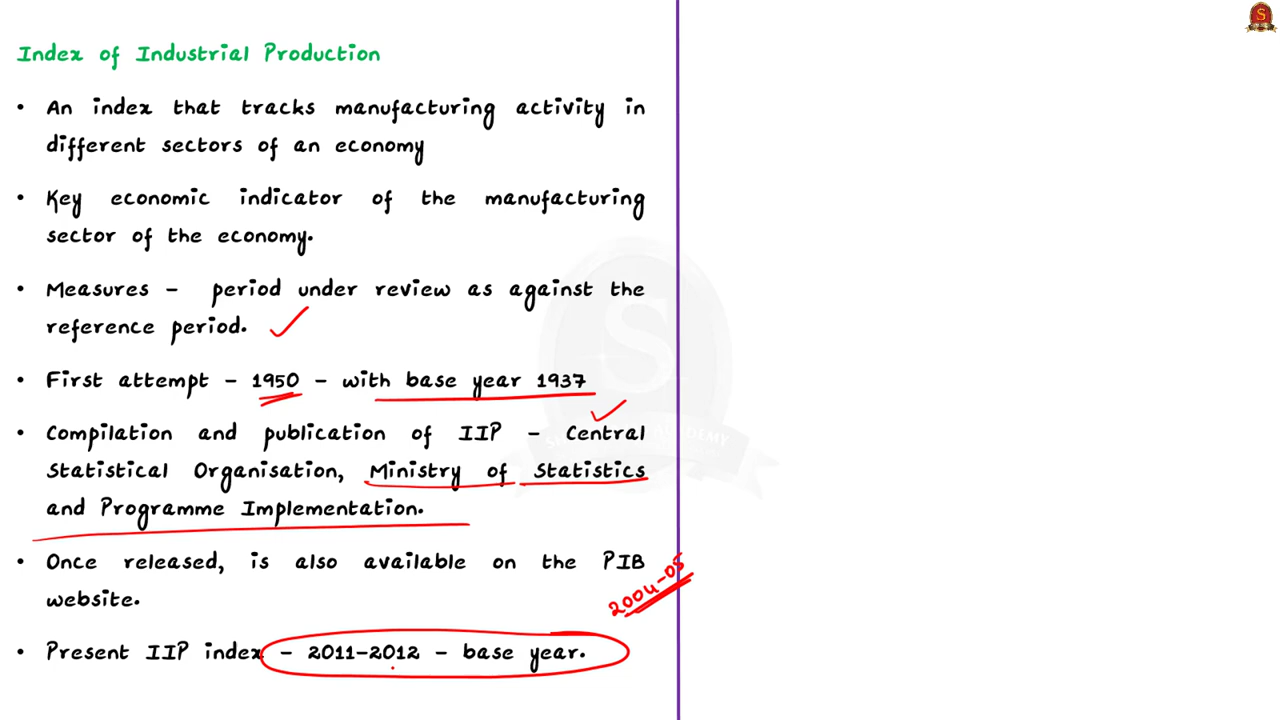 Index of Industrial Production
• An index that tracks manufacturing activity in
different sectors of an economy
• Key economic indicator of the manufacturing
sector of the economy.
• Measures - period under review as against the
reference period.
• First attempt - 1950 - with base year 1937
• Compilation and publication of IIP - Central
Statistical Organisation, Ministry of Statistics
and Programme Implementation.
• Once released, is also available on the PIB
website.
2004-05
• Present IIP index - 2011-2012 - base year.